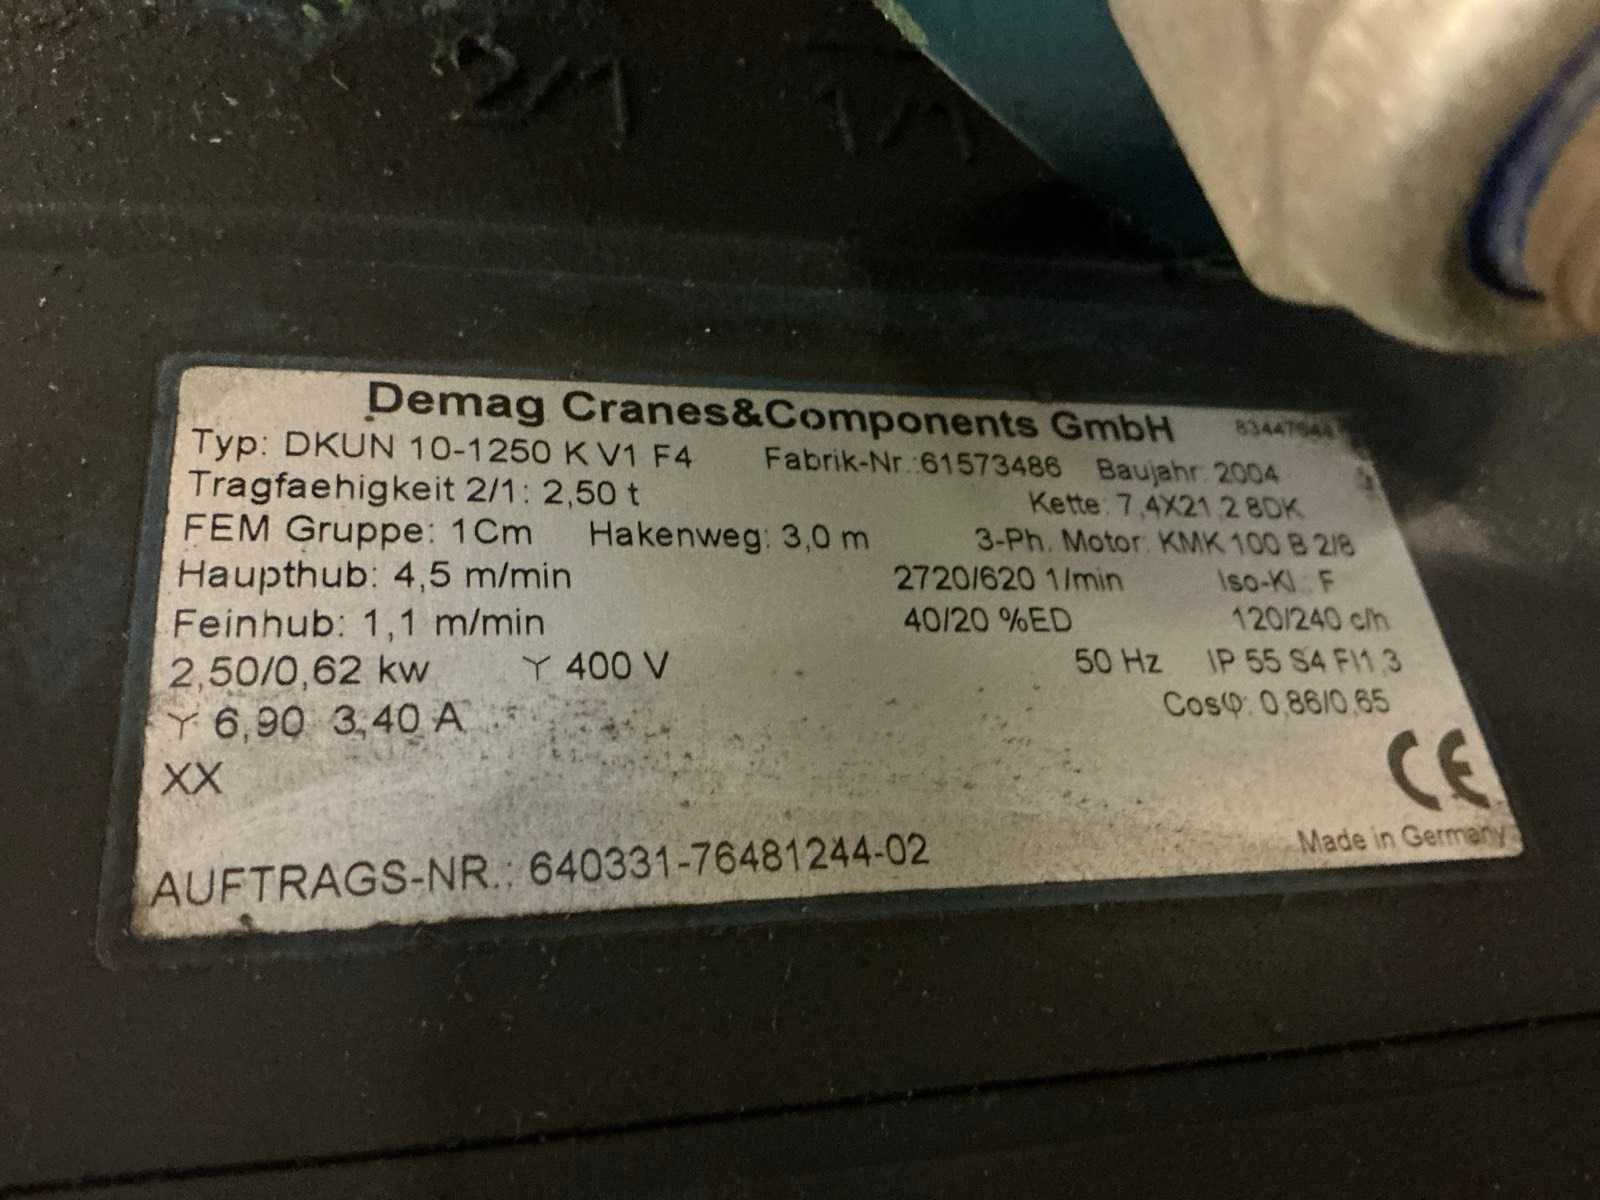 2/1 1/1
Demag Cranes&Components GmbH
Typ: DKUN 10-1250 K V1 F4 Fabrik-Nr.:61573486 Baujahr: 2004
Tragfaehigkeit 2/1: 2,50 t Kette: 7,4X21,2 8DK
FEM Gruppe: 1Cm Hakenweg: 3,0 m 3-Ph. Motor: KMK 100 B 2/8
Haupthub: 4,5 m/min 2720/620 1/min Iso-Kl.: F
Feinhub: 1,1 m/min 40/20 %ED 120/240 c/h
2,50/0,62 kw Y 400 V 50 Hz IP 55 S4 FI1,3
Y 6,90 3,40 A Cosφ: 0,86/0,65
XX
CE
AUFTRAGS-NR.: 640331-76481244-02 Made in Germany